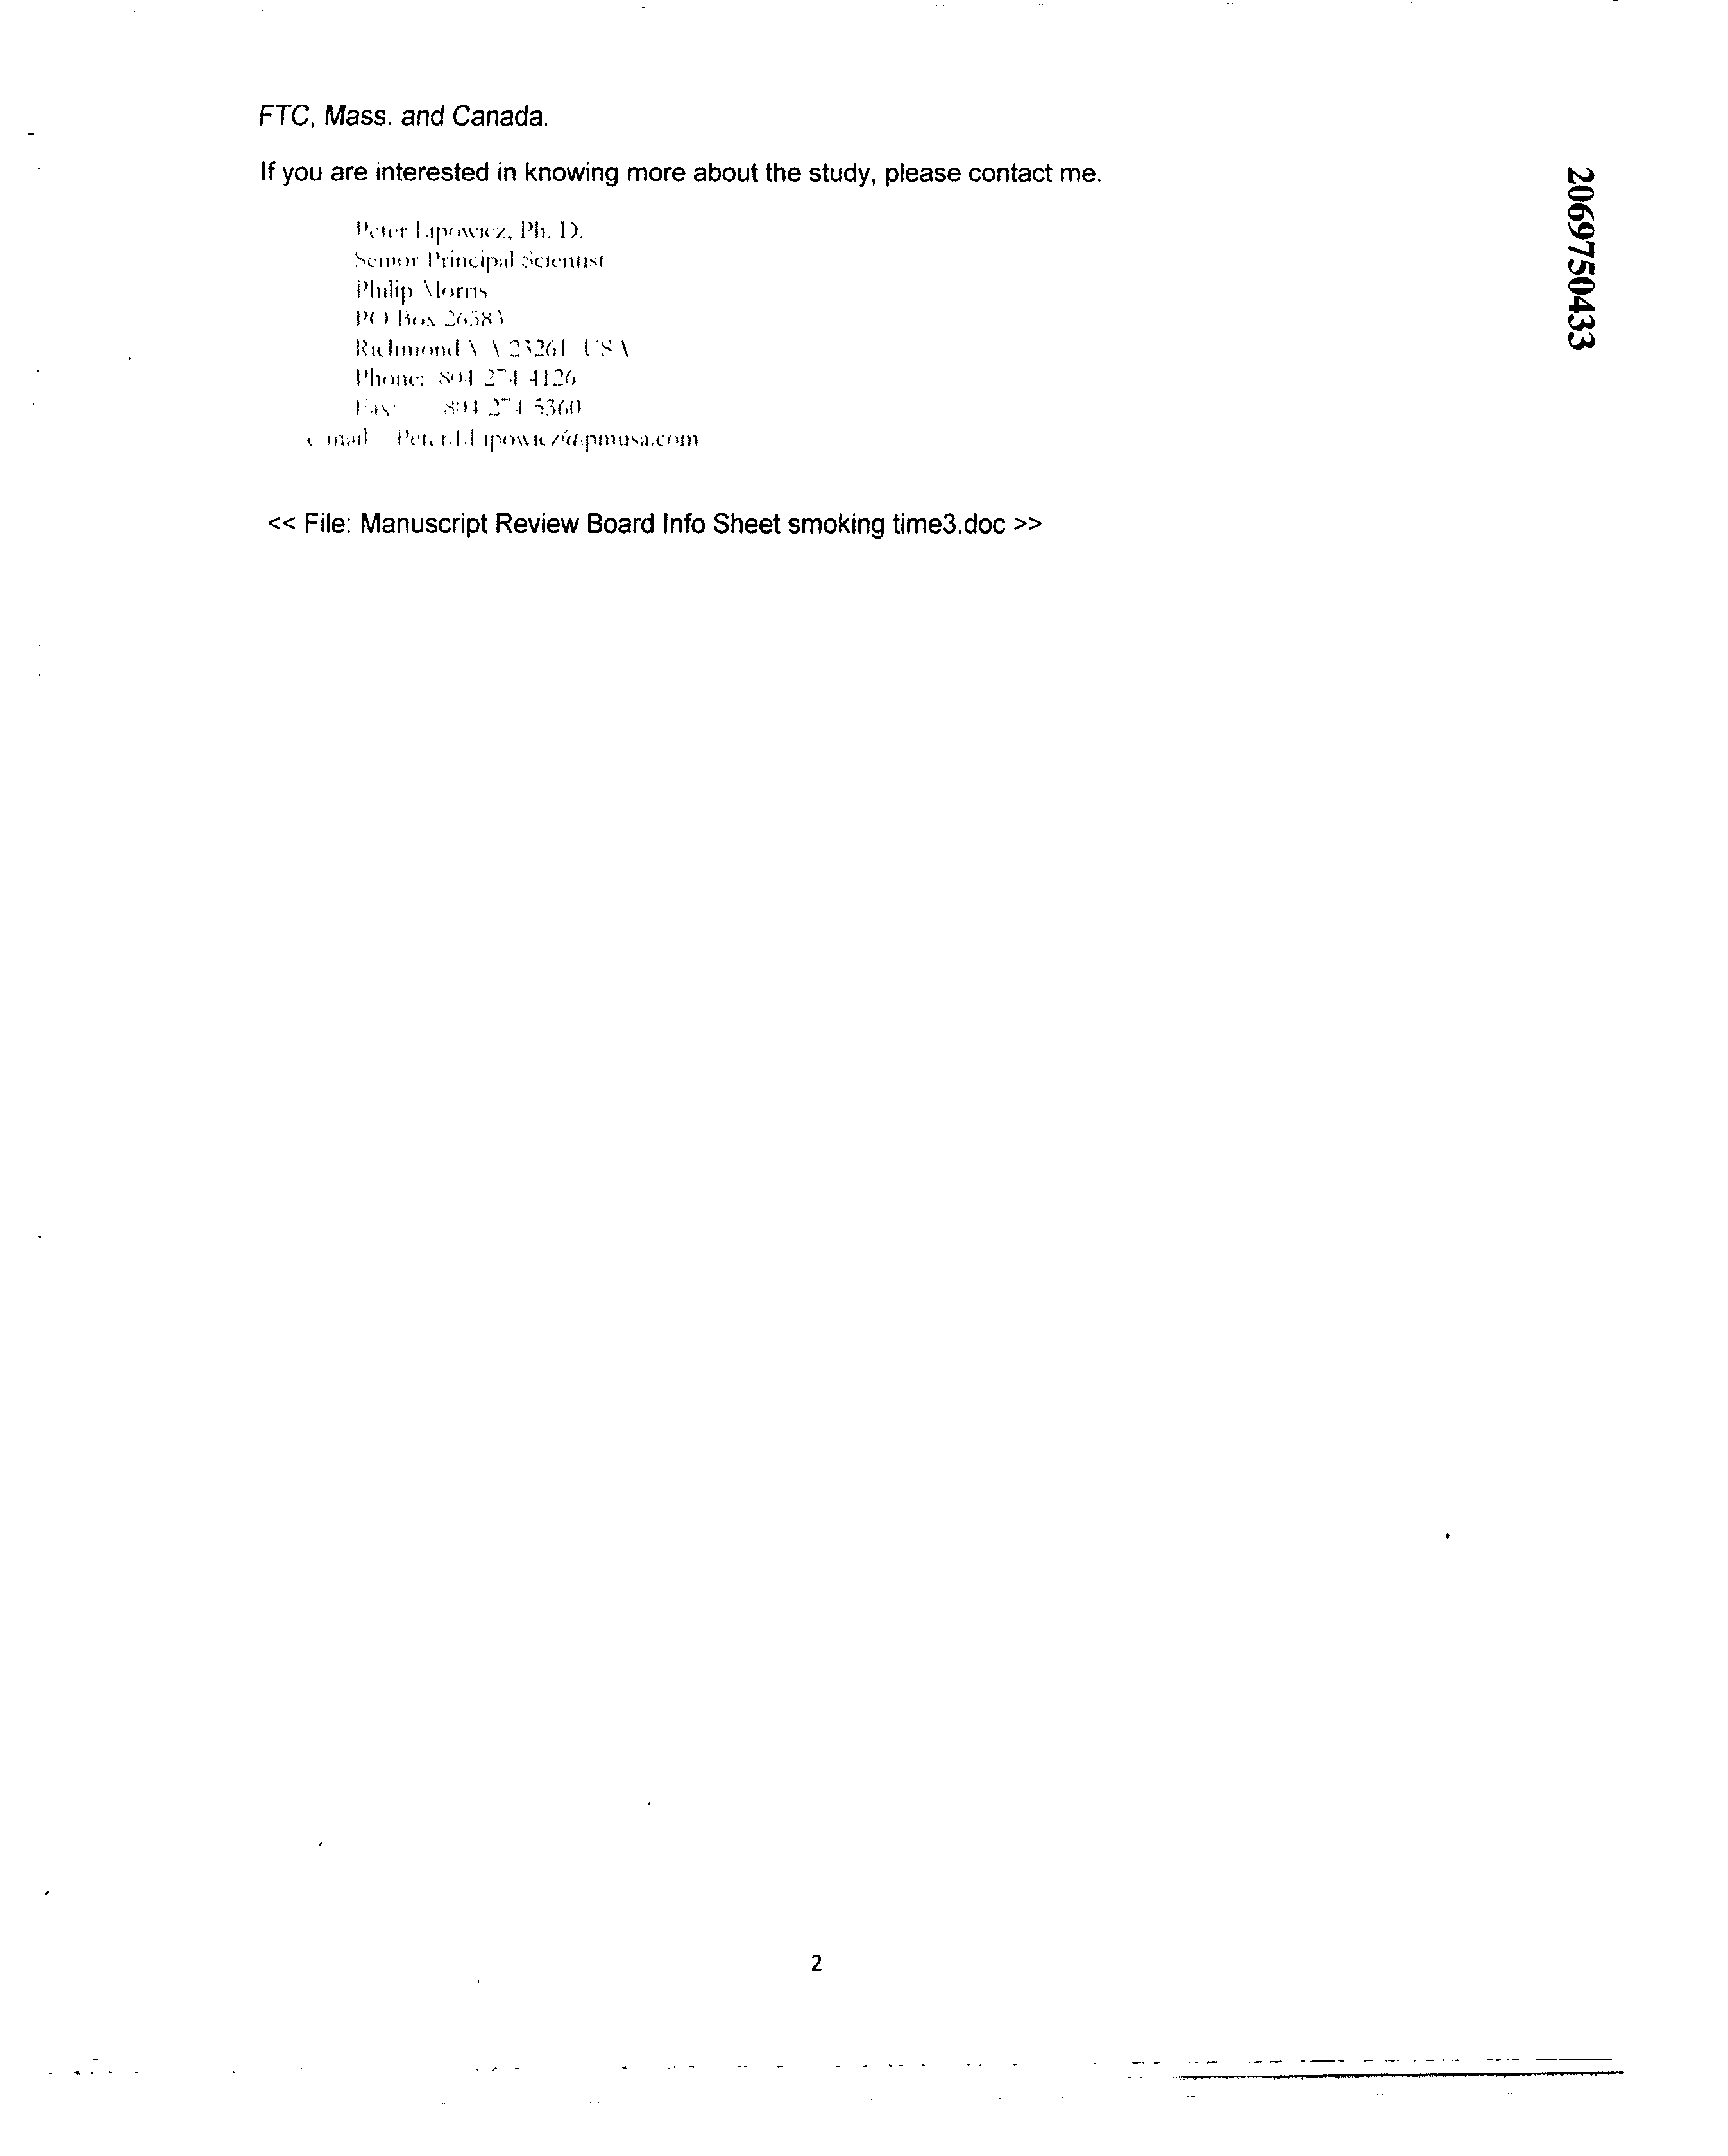 FTC, Mass. and Canada.
If you are interested in knowing more about the study, please contact me.
Peter Lipowicz, Ph. D.
Senior Principal Scientist
Philip Morris
PO Box 26583
Richmond VA 23261 USA
Phone: 804 274 4126
Fax: 804 274 5360
e-mail Peter.I.Lipowicz@pmusa.com
<< File: Manuscript Review Board Info Sheet smoking time3.doc >>
2
2069750433